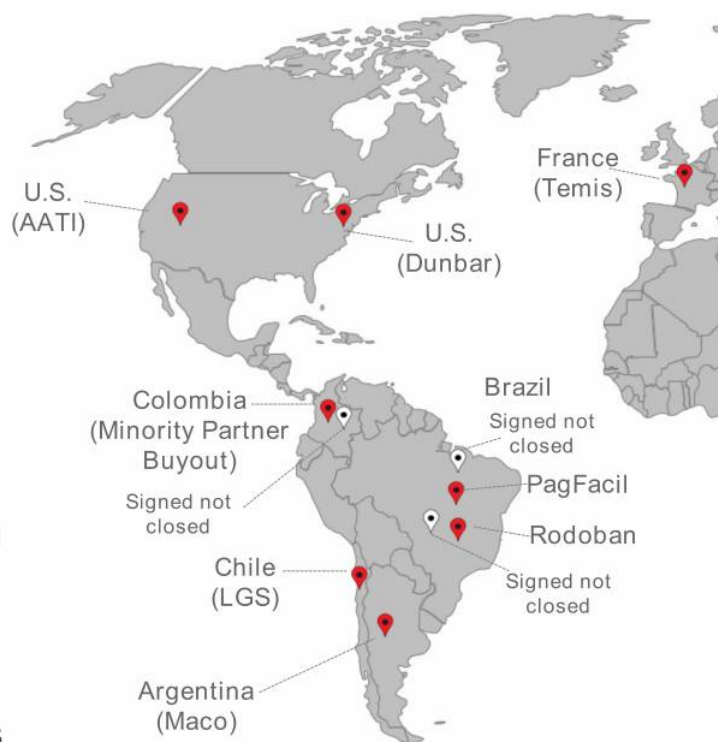 France
(Temis)
U.S.
(AATI)
U.S.
(Dunbar)
Brazil
Colombia
(Minority Partner
Buyout)
Signed not
closed
PagFacil
Signed not
closed
Rodoban
Chile
(LGS)
Signed not
closed
Argentina
(Maco)